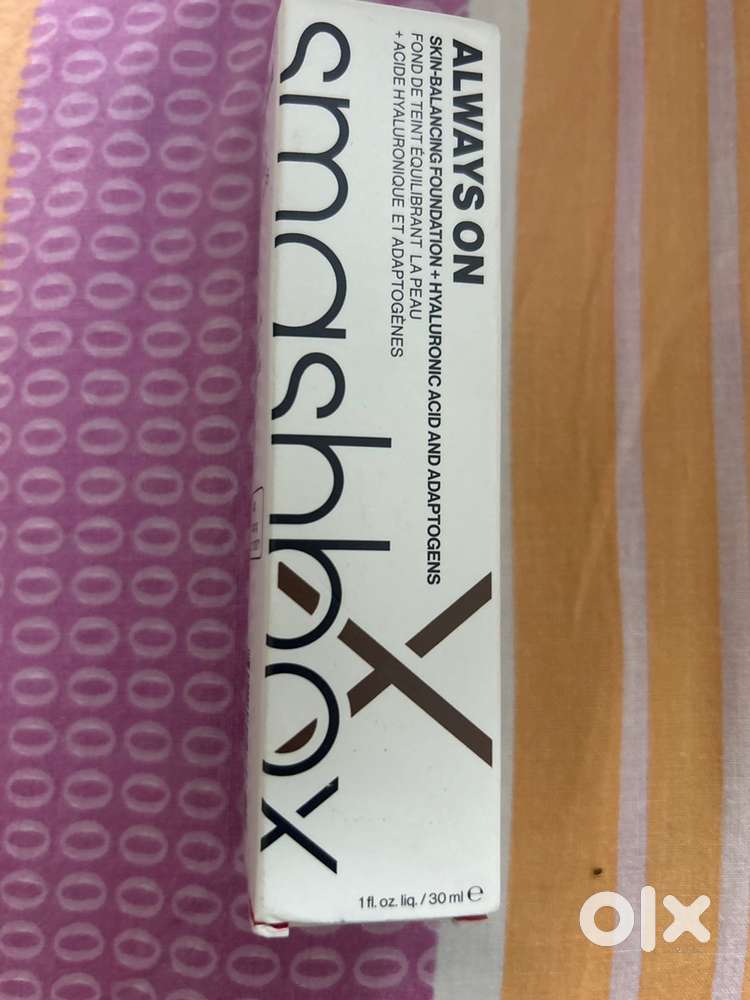 ALWAYS ON
SKIN-BALANCING FOUNDATION + HYALURONIC ACID AND ADAPTOGENS
FOND DE TEINT ÉQUILIBRANT LA PEAU
+ ACIDE HYALURONIQUE ET ADAPTOGÈNES
smashbox
1 fl. oz. liq. / 30 ml ℮
olx